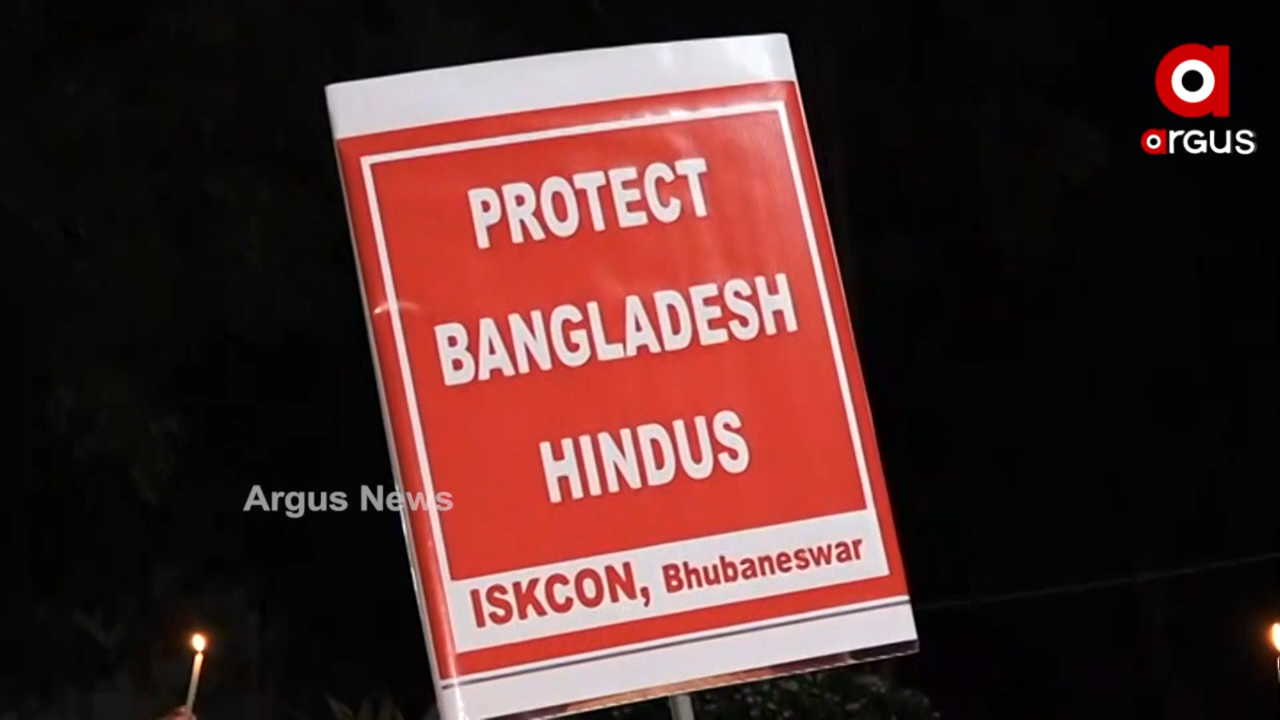 argus
PROTECT
BANGLADESH
HINDUS
Argus News
ISKCON, Bhubaneswar